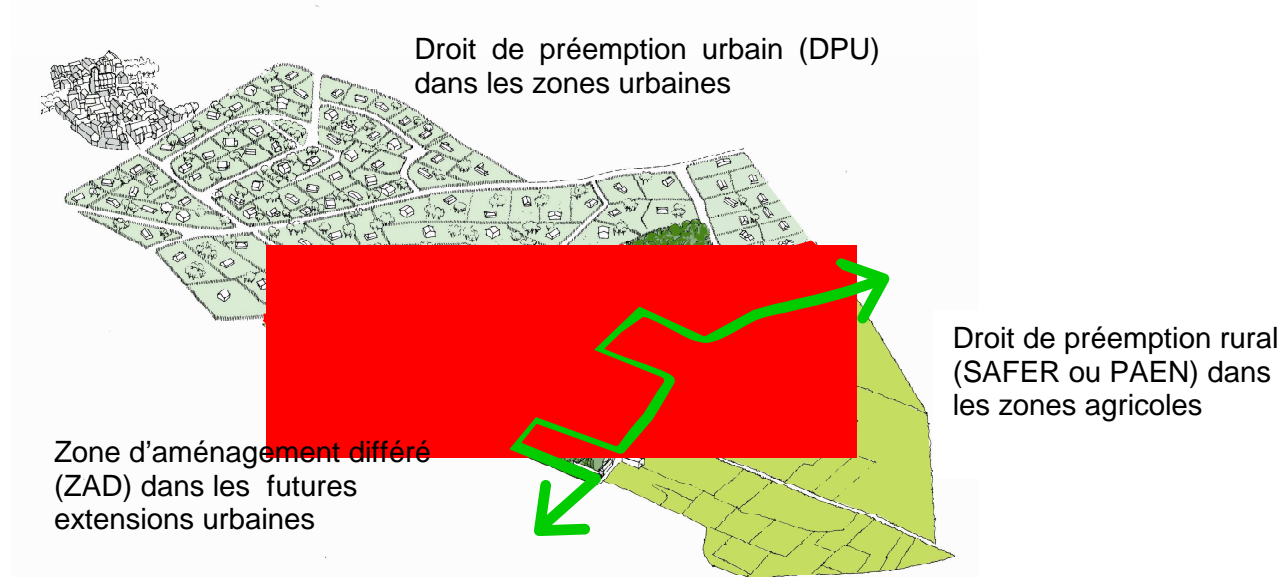 Droit de préemption urbain (DPU)
dans les zones urbaines
Droit de préemption rural
(SAFER ou PAEN) dans
les zones agricoles
Zone d'aménagement différé
(ZAD) dans les futures
extensions urbaines